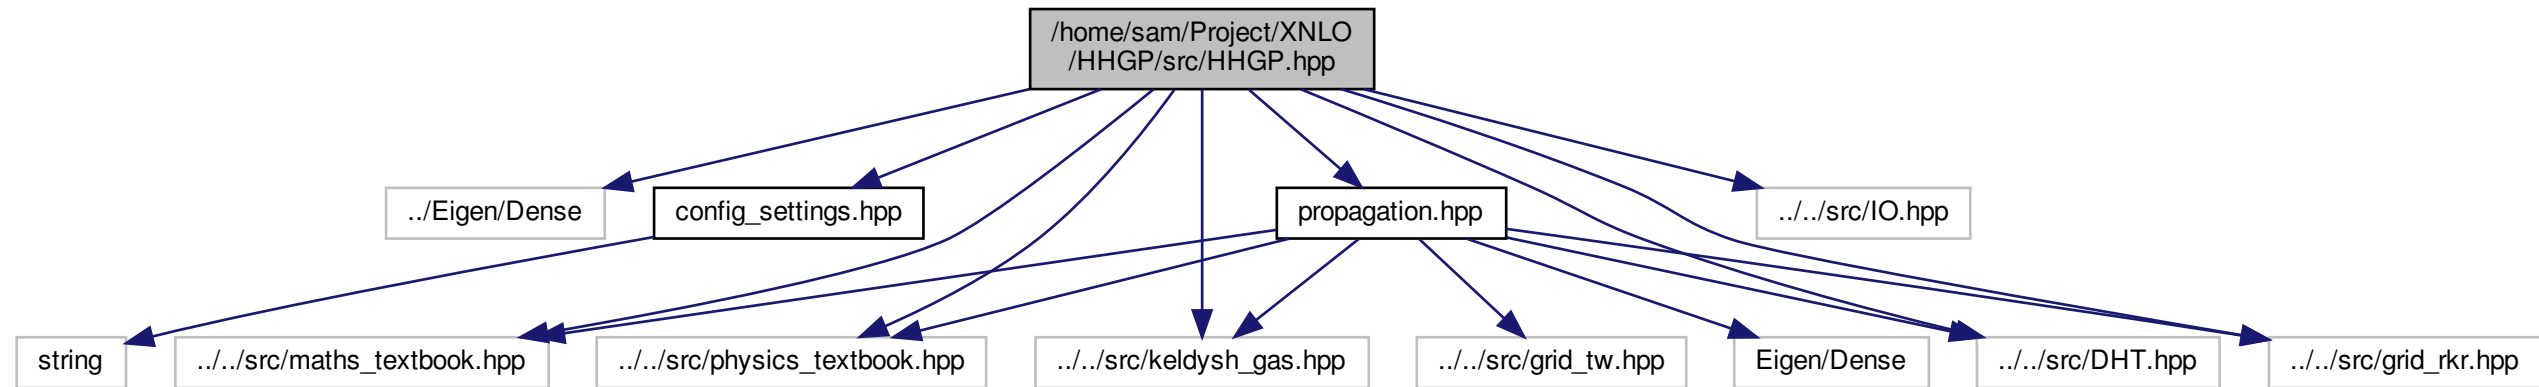 /home/sam/Project/XNLO
/HHGP/src/HHGP.hpp
../Eigen/Dense
config_settings.hpp
propagation.hpp
../../src/IO.hpp
string
../../src/maths_textbook.hpp
../../src/physics_textbook.hpp
../../src/keldysh_gas.hpp
../../src/grid_tw.hpp
Eigen/Dense
../../src/DHT.hpp
../../src/grid_rkr.hpp